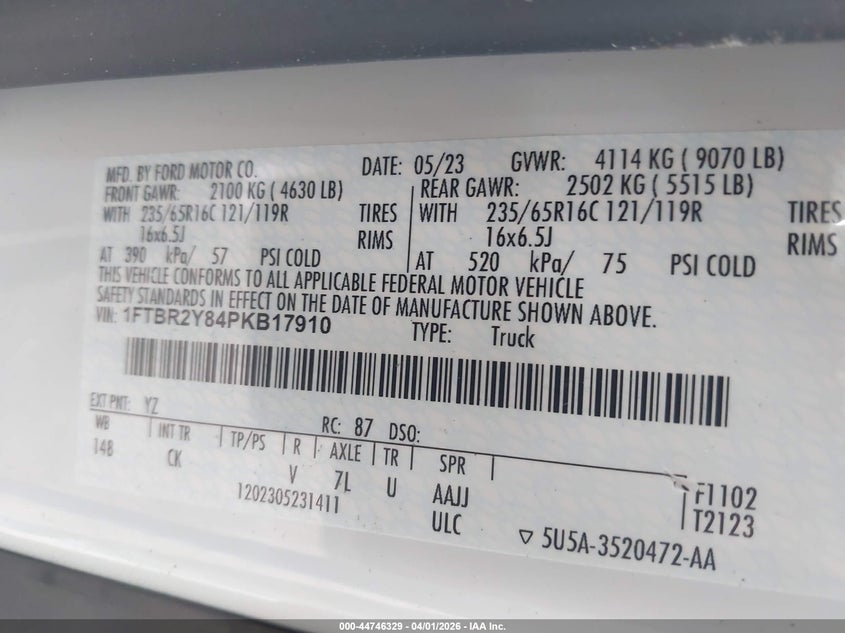 MFD. BY FORD MOTOR CO. DATE: 05/23 GVWR: 4114 KG ( 9070 LB)
FRONT GAWR: 2100 KG ( 4630 LB) REAR GAWR: 2502 KG ( 5515 LB)
WITH 235/65R16C 121/119R TIRES WITH 235/65R16C 121/119R TIRES
16x6.5J RIMS 16x6.5J RIMS
AT 390 kPa/ 57 PSI COLD AT 520 kPa/ 75 PSI COLD
THIS VEHICLE CONFORMS TO ALL APPLICABLE FEDERAL MOTOR VEHICLE
SAFETY STANDARDS IN EFFECT ON THE DATE OF MANUFACTURE SHOWN ABOVE.
VIN: 1FTBR2Y84PKB17910 TYPE: Truck
EXT PNT: YZ RC: 87 DSO:
WB INT TR TP/PS R AXLE TR SPR
148 CK V 7L U AAJJ F1102
1202305231411 ULC T2123
▽ 5U5A-3520472-AA
000-44746329 - 04/01/2026 - IAA Inc.